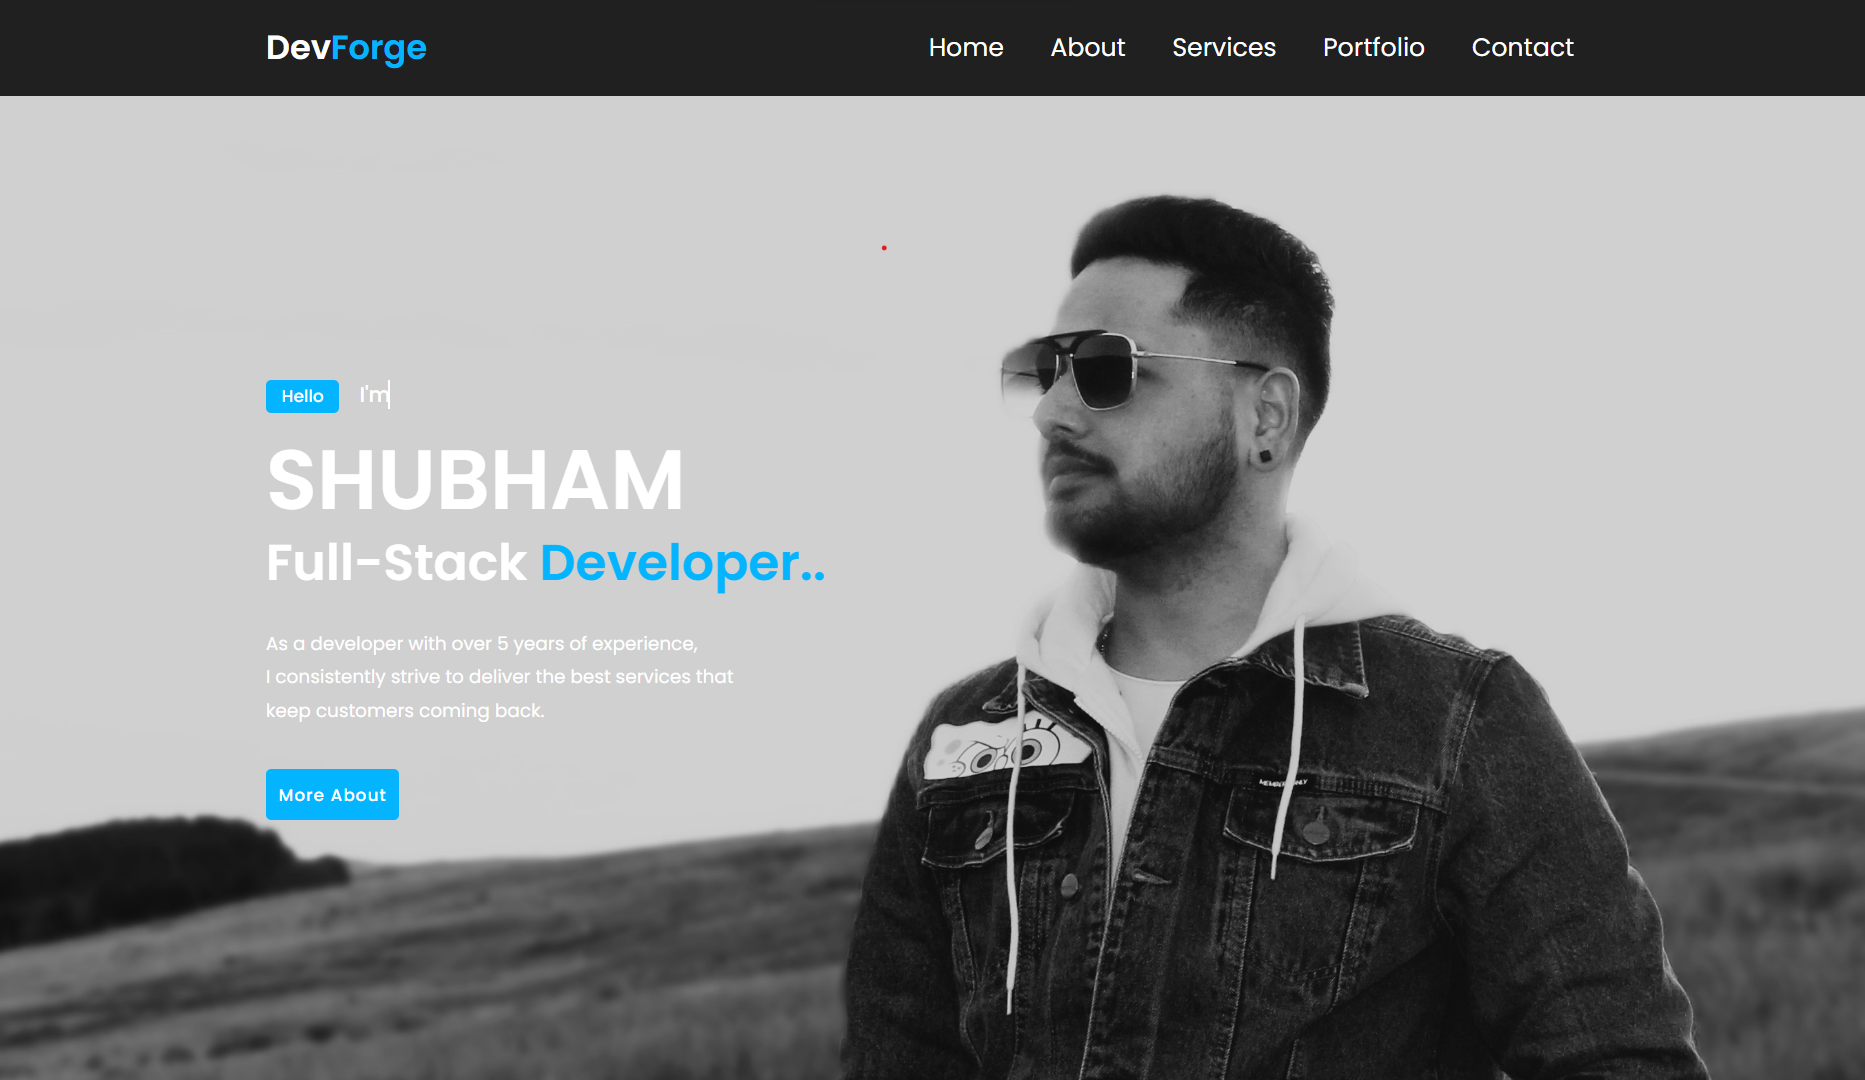 DevForge
Home About Services Portfolio Contact
Hello I'm
SHUBHAM
Full-Stack Developer..
As a developer with over 5 years of experience,
I consistently strive to deliver the best services that
keep customers coming back.
More About